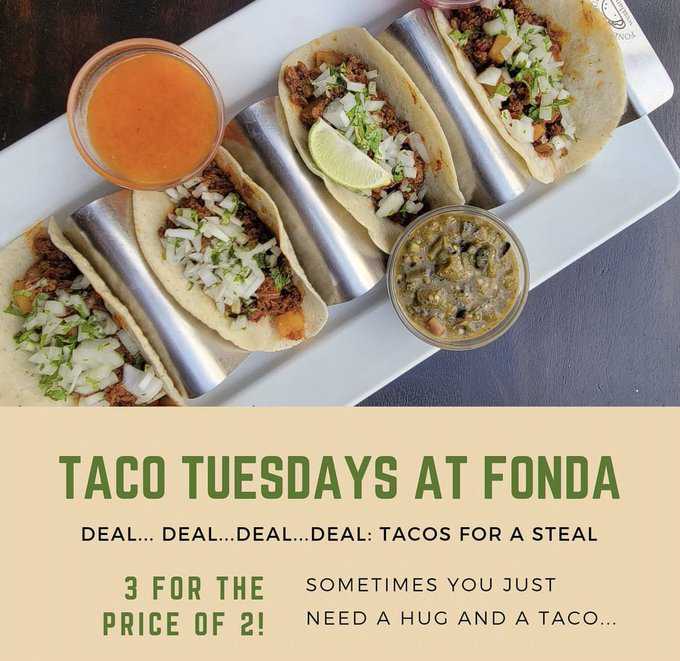 TACO TUESDAYS AT FONDA
DEAL... DEAL...DEAL...DEAL: TACOS FOR A STEAL
3 FOR THE
PRICE OF 2!
SOMETIMES YOU JUST
NEED A HUG AND A TACO...